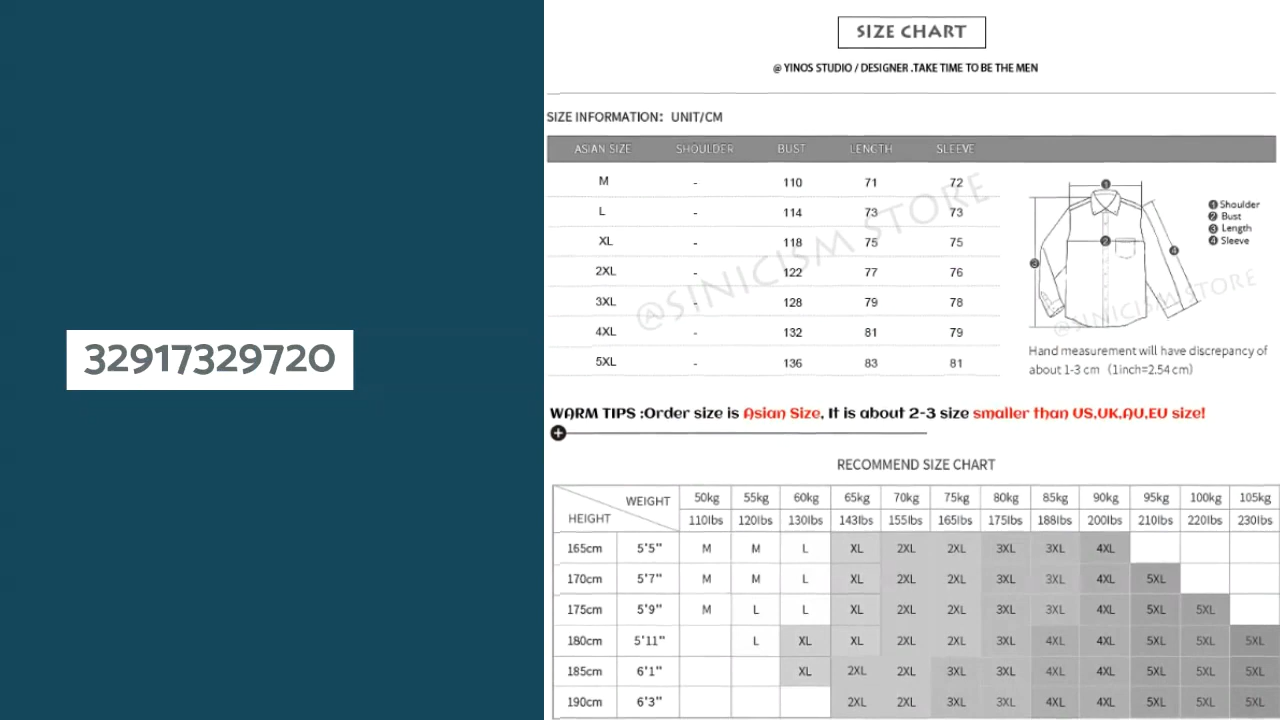 32917329720
SIZE CHART
@ YINOS STUDIO / DESIGNER .TAKE TIME TO BE THE MEN
SIZE INFORMATION: UNIT/CM
ASIAN SIZE SHOULDER BUST LENGTH SLEEVE
M - 110 71 72
L - 114 73 73
XL - 118 75 75
2XL - 122 77 76
3XL - 128 79 78
4XL - 132 81 79
5XL - 136 83 81
@SINICISM STORE
1
2
3
4
1 Shoulder
2 Bust
3 Length
4 Sleeve
@SINICISM STORE
Hand measurement will have discrepancy of
about 1-3 cm (1inch=2.54 cm)
WARM TIPS :Order size is Asian Size, It is about 2-3 size smaller than US,UK,AU,EU size!
RECOMMEND SIZE CHART
WEIGHT 50kg 55kg 60kg 65kg 70kg 75kg 80kg 85kg 90kg 95kg 100kg 105kg
HEIGHT 110lbs 120lbs 130lbs 143lbs 155lbs 165lbs 175lbs 188lbs 200lbs 210lbs 220lbs 230lbs
165cm 5'5'' M M L XL 2XL 2XL 3XL 3XL 4XL
170cm 5'7'' M M L XL 2XL 2XL 3XL 3XL 4XL 5XL
175cm 5'9'' M L L XL 2XL 2XL 3XL 3XL 4XL 5XL 5XL
180cm 5'11'' L XL XL 2XL 2XL 3XL 4XL 4XL 5XL 5XL 5XL
185cm 6'1'' XL 2XL 2XL 3XL 3XL 4XL 4XL 5XL 5XL 5XL
190cm 6'3'' 2XL 2XL 3XL 3XL 4XL 4XL 5XL 5XL 5XL